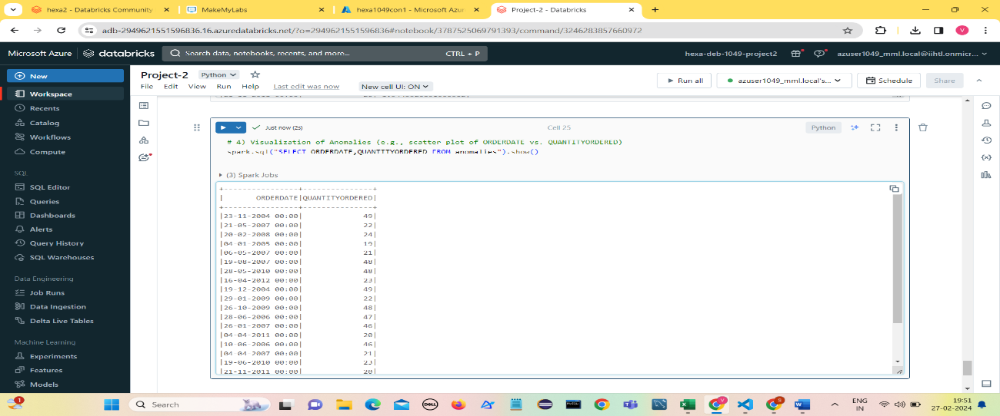 hexa2 - Databricks Community
MakeMyLabs
hexa1049con1 - Microsoft Azur
Project-2 - Databricks
adb-2949621551596836.16.azuredatabricks.net/?o=2949621551596836#notebook/3787525069791393/command/3246283857660972
V
Microsoft Azure
databricks
Search data, notebooks, recents, and more...
CTRL + P
hexa-deb-1049-project2
azuser1049_mml.local@iihtl.onmicr...
New
Workspace
Recents
Catalog
Workflows
Compute
SQL
SQL Editor
Queries
Dashboards
Alerts
Query History
SQL Warehouses
Data Engineering
Job Runs
Data Ingestion
Delta Live Tables
Machine Learning
Experiments
Features
Models
Project-2
Python
File Edit View Run Help Last edit was now New cell UI: ON
Run all
azuser1049_mml.local's...
Schedule
Share
Just now (2s)
Cell 25
Python
# 4) Visualization of Anomalies (e.g., scatter plot of ORDERDATE vs. QUANTITYORDERED)
spark.sql("SELECT ORDERDATE,QUANTITYORDERED FROM anomalies").show()
(3) Spark Jobs
+----------------+---------------+
| ORDERDATE|QUANTITYORDERED|
+----------------+---------------+
|23-11-2004 00:00| 49|
|21-05-2007 00:00| 22|
|20-02-2008 00:00| 24|
|04-01-2005 00:00| 19|
|06-05-2007 00:00| 21|
|19-08-2007 00:00| 48|
|28-05-2010 00:00| 48|
|16-04-2012 00:00| 23|
|19-12-2004 00:00| 49|
|29-01-2009 00:00| 22|
|26-10-2009 00:00| 48|
|28-06-2006 00:00| 47|
|26-01-2007 00:00| 46|
|04-04-2011 00:00| 20|
|10-06-2006 00:00| 46|
|04-04-2007 00:00| 21|
|19-06-2010 00:00| 23|
|21-11-2011 00:00| 20|
1
Search
DELL
V
S
ENG
IN
19:51
27-02-2024